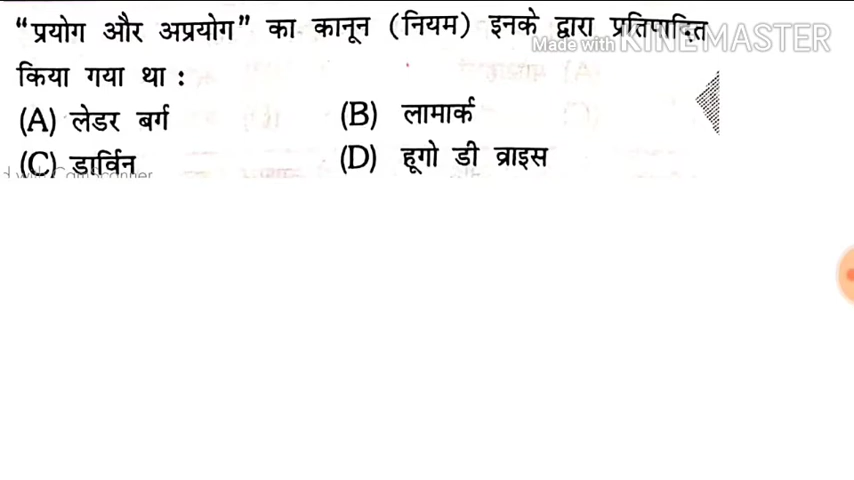 “प्रयोग और अप्रयोग” का कानून (नियम) इनके द्वारा प्रतिपादित
Made with KINEMASTER
किया गया था :
(A) लेडर बर्ग (B) लामार्क
(C) डार्विन (D) हूगो डी व्राइस